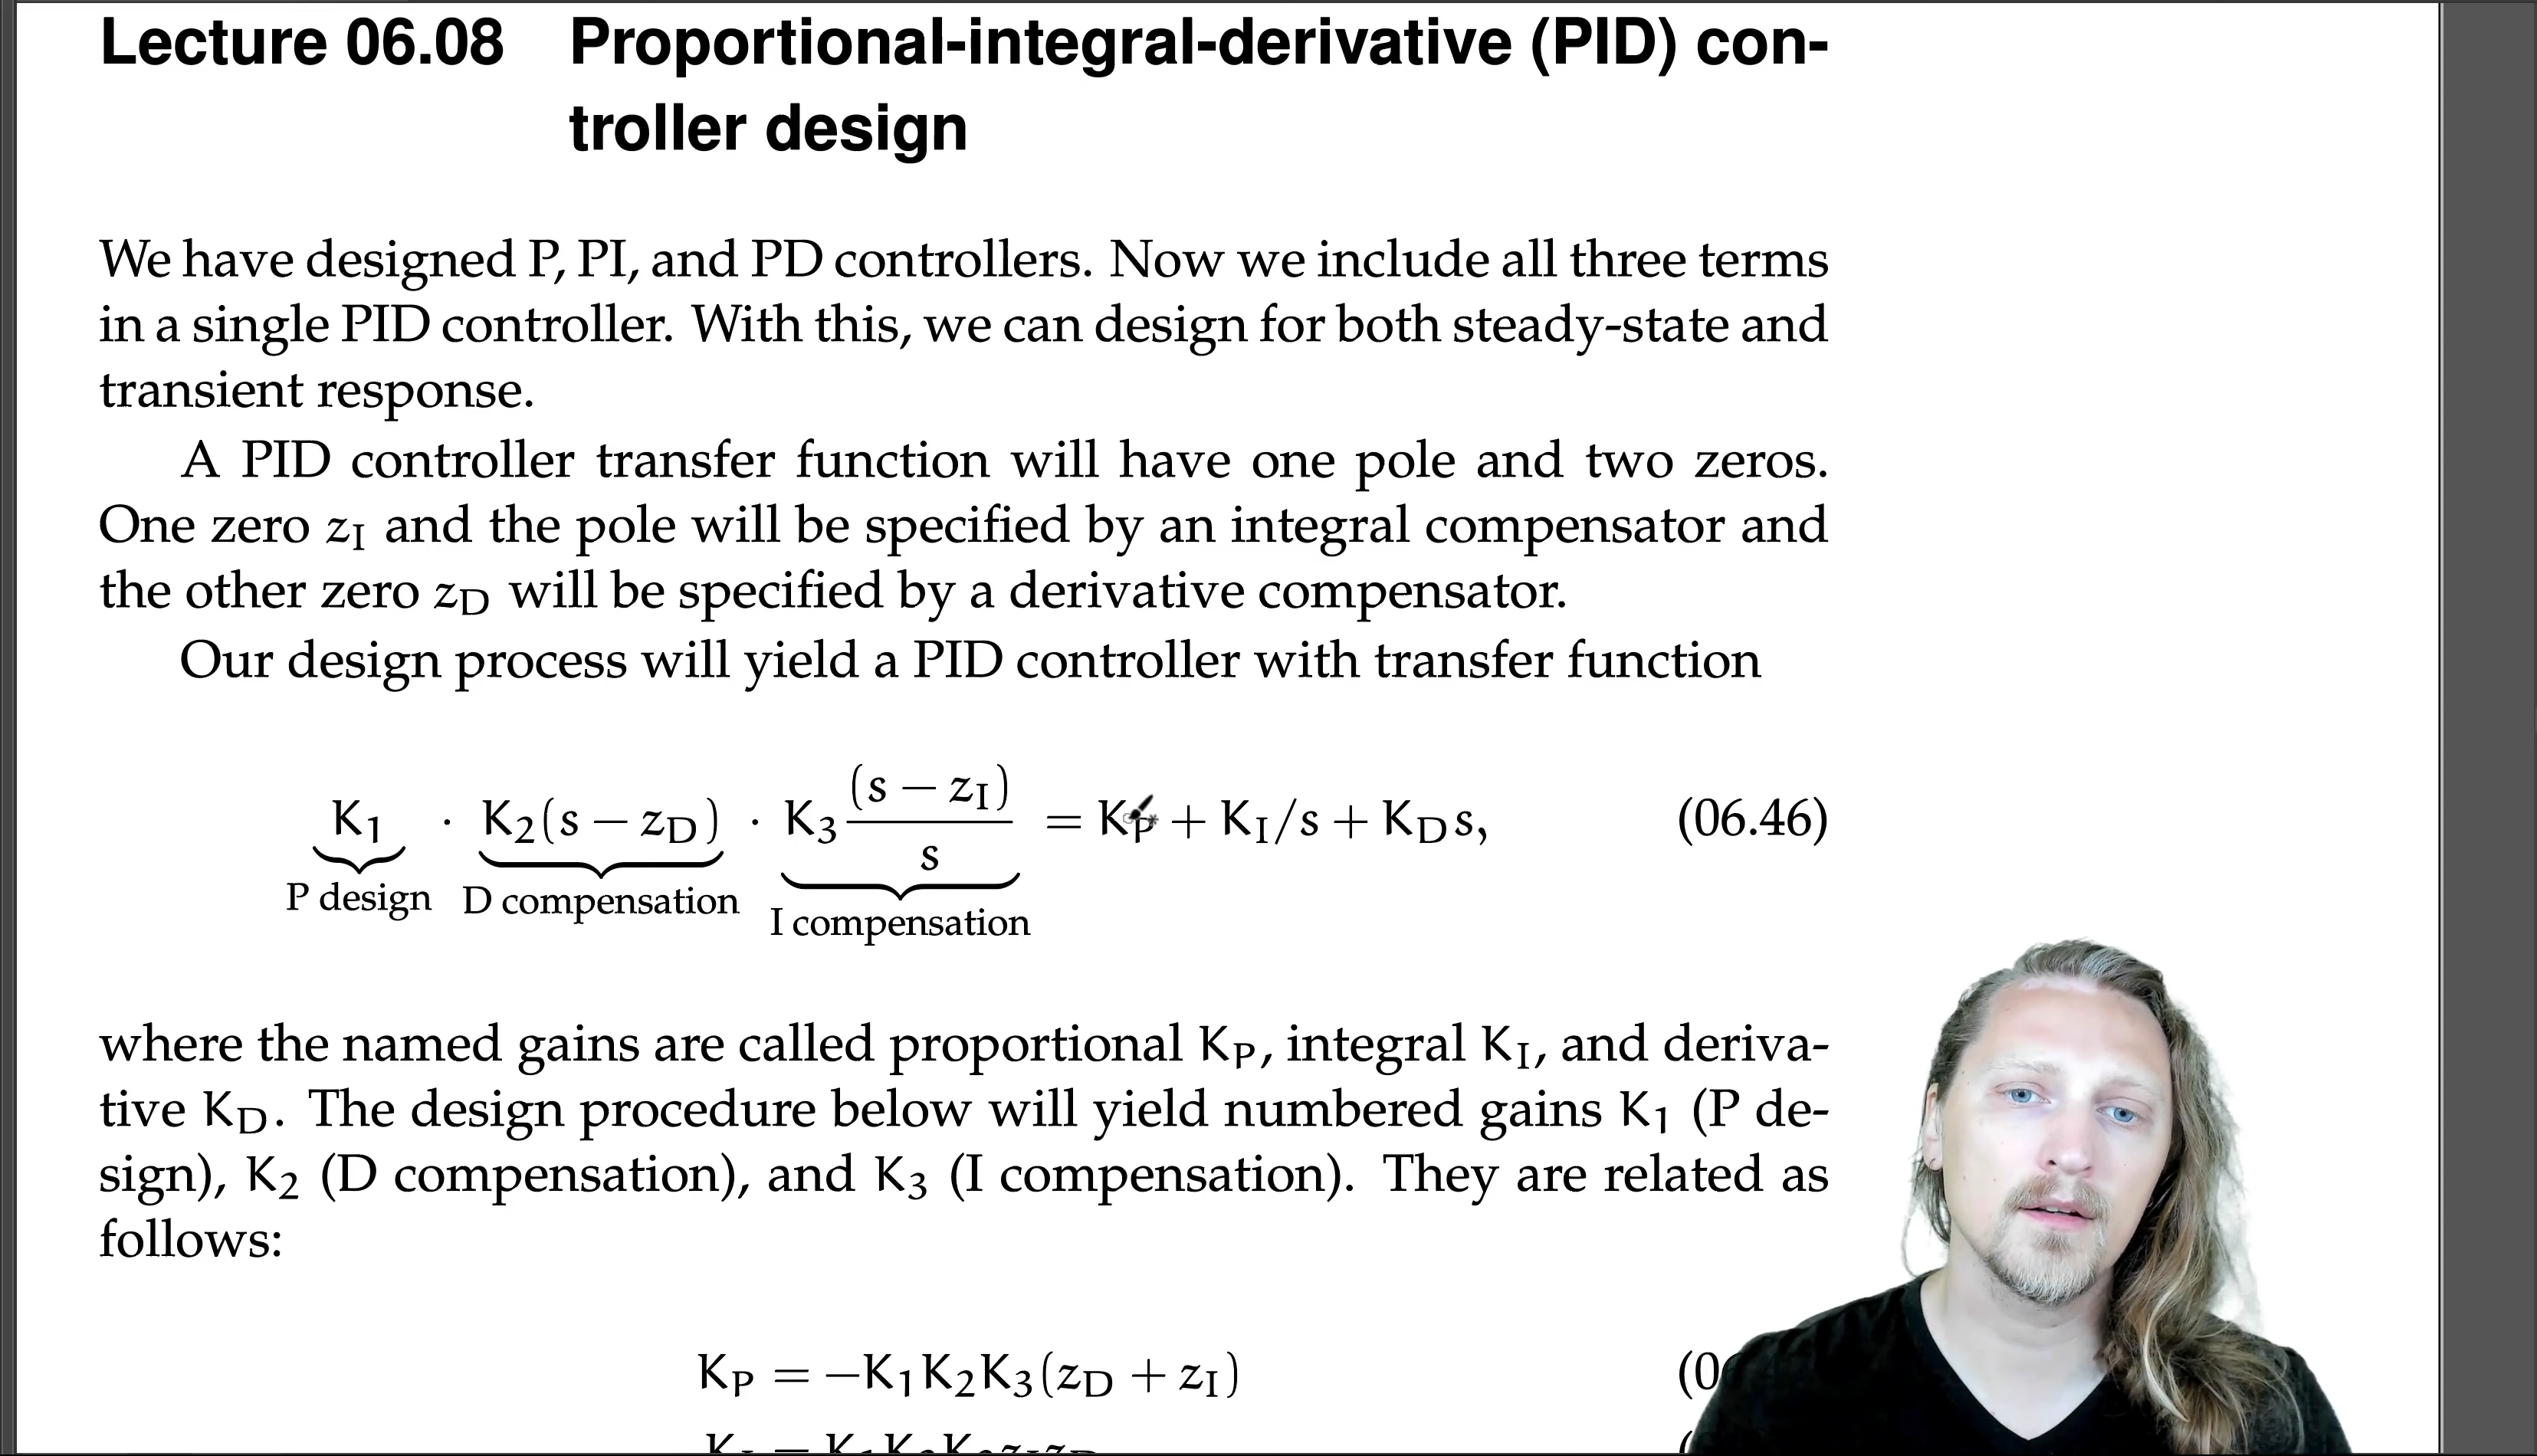 Lecture 06.08 Proportional-integral-derivative (PID) con-
troller design
We have designed P, PI, and PD controllers. Now we include all three terms
in a single PID controller. With this, we can design for both steady-state and
transient response.
A PID controller transfer function will have one pole and two zeros.
One zero z_I and the pole will be specified by an integral compensator and
the other zero z_D will be specified by a derivative compensator.
Our design process will yield a PID controller with transfer function
K_1 · K_2(s − z_D) · K_3 (s − z_I)/s = K_P + K_I/s + K_D s, (06.46)
P design D compensation I compensation
where the named gains are called proportional K_P, integral K_I, and deriva-
tive K_D. The design procedure below will yield numbered gains K_1 (P de-
sign), K_2 (D compensation), and K_3 (I compensation). They are related as
follows:
K_P = −K_1K_2K_3(z_D + z_I) (0